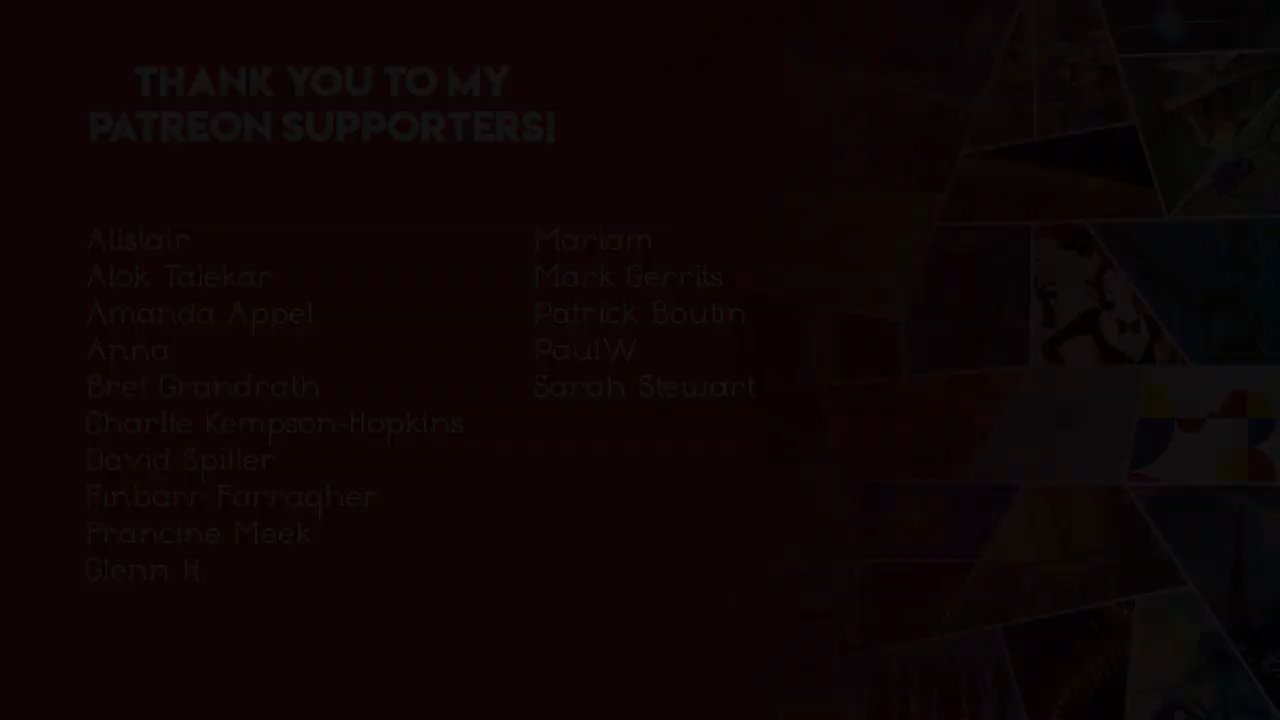 THANK YOU TO MY
PATREON SUPPORTERS!
Alistair
Alok Talekar
Amanda Appel
Anna
Bret Grandrath
Charlie Kempson-Hopkins
David Spiller
Finbarr Farragher
Francine Meek
Glenn H.
Mariam
Mark Gerrits
Patrick Boutin
PaulW
Sarah Stewart